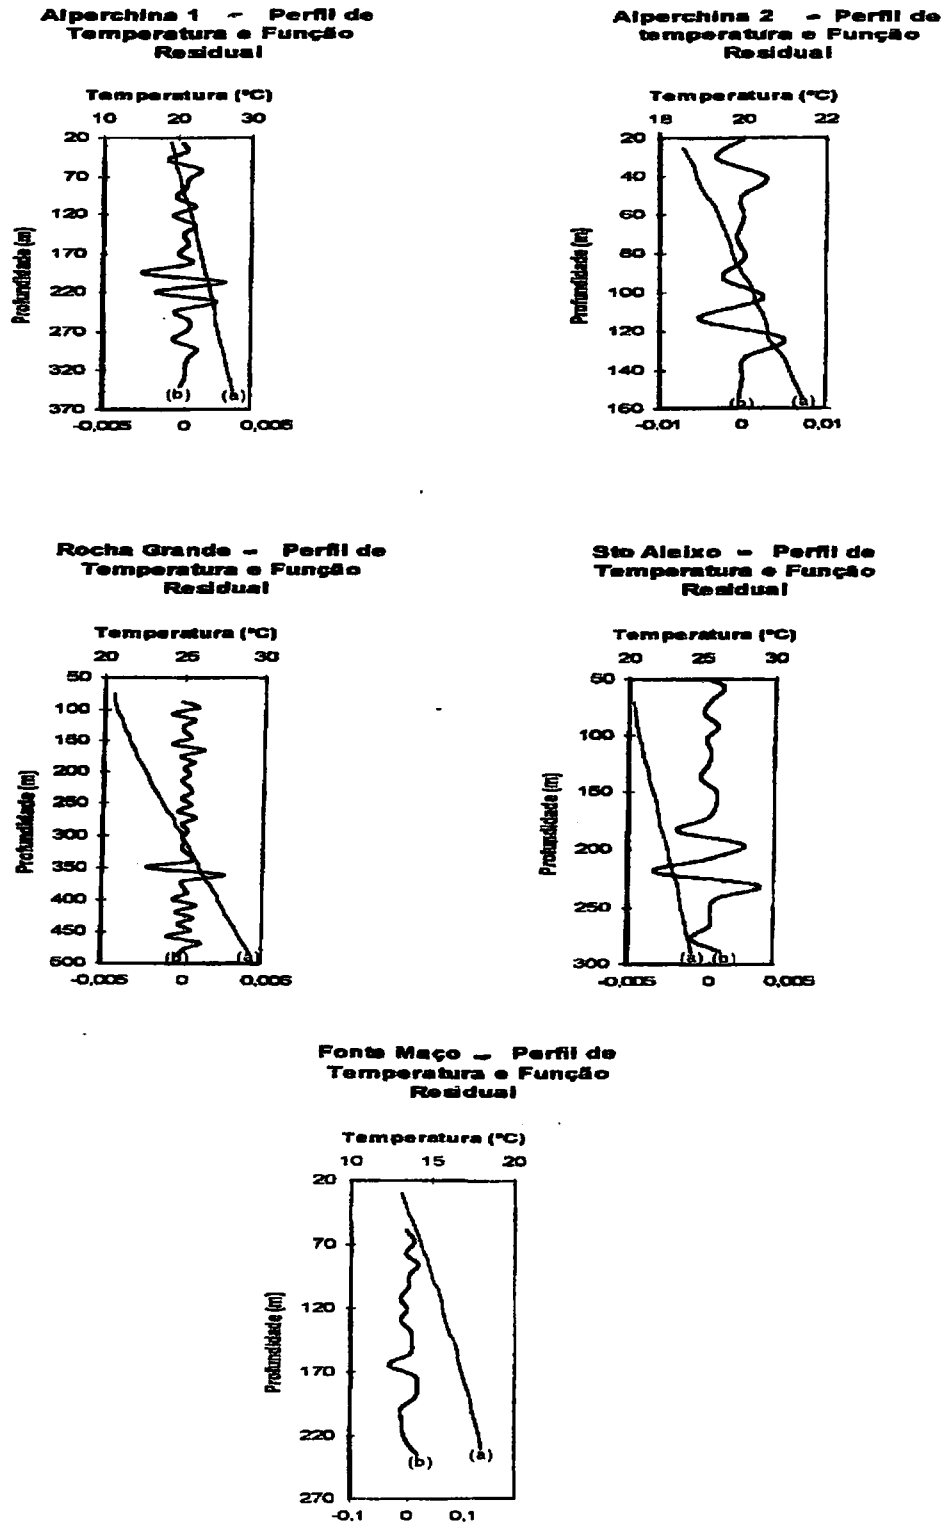 Alperchina 1 – Perfil de
Temperatura e Função
Residual
Temperatura (°C)
10 20 30
20
70
120
170
220
270
320
370
Profundidade (m)
(b) (a)
-0,005 0 0,005
Alperchina 2 – Perfil de
temperatura e Função
Residual
Temperatura (°C)
18 20 22
20
40
60
80
100
120
140
160
Profundidade (m)
(b) (a)
-0.01 0 0,01
Rocha Grande – Perfil de
Temperatura e Função
Residual
Temperatura (°C)
20 25 30
50
100
150
200
250
300
350
400
450
500
Profundidade (m)
(b) (a)
-0,005 0 0,005
Sto Aleixo – Perfil de
Temperatura e Função
Residual
Temperatura (°C)
20 25 30
50
100
150
200
250
300
Profundidade (m)
(a) (b)
-0,005 0 0,005
Fonte Maço – Perfil de
Temperatura e Função
Residual
Temperatura (°C)
10 15 20
20
70
120
170
220
270
Profundidade (m)
(b) (a)
-0,1 0 0,1